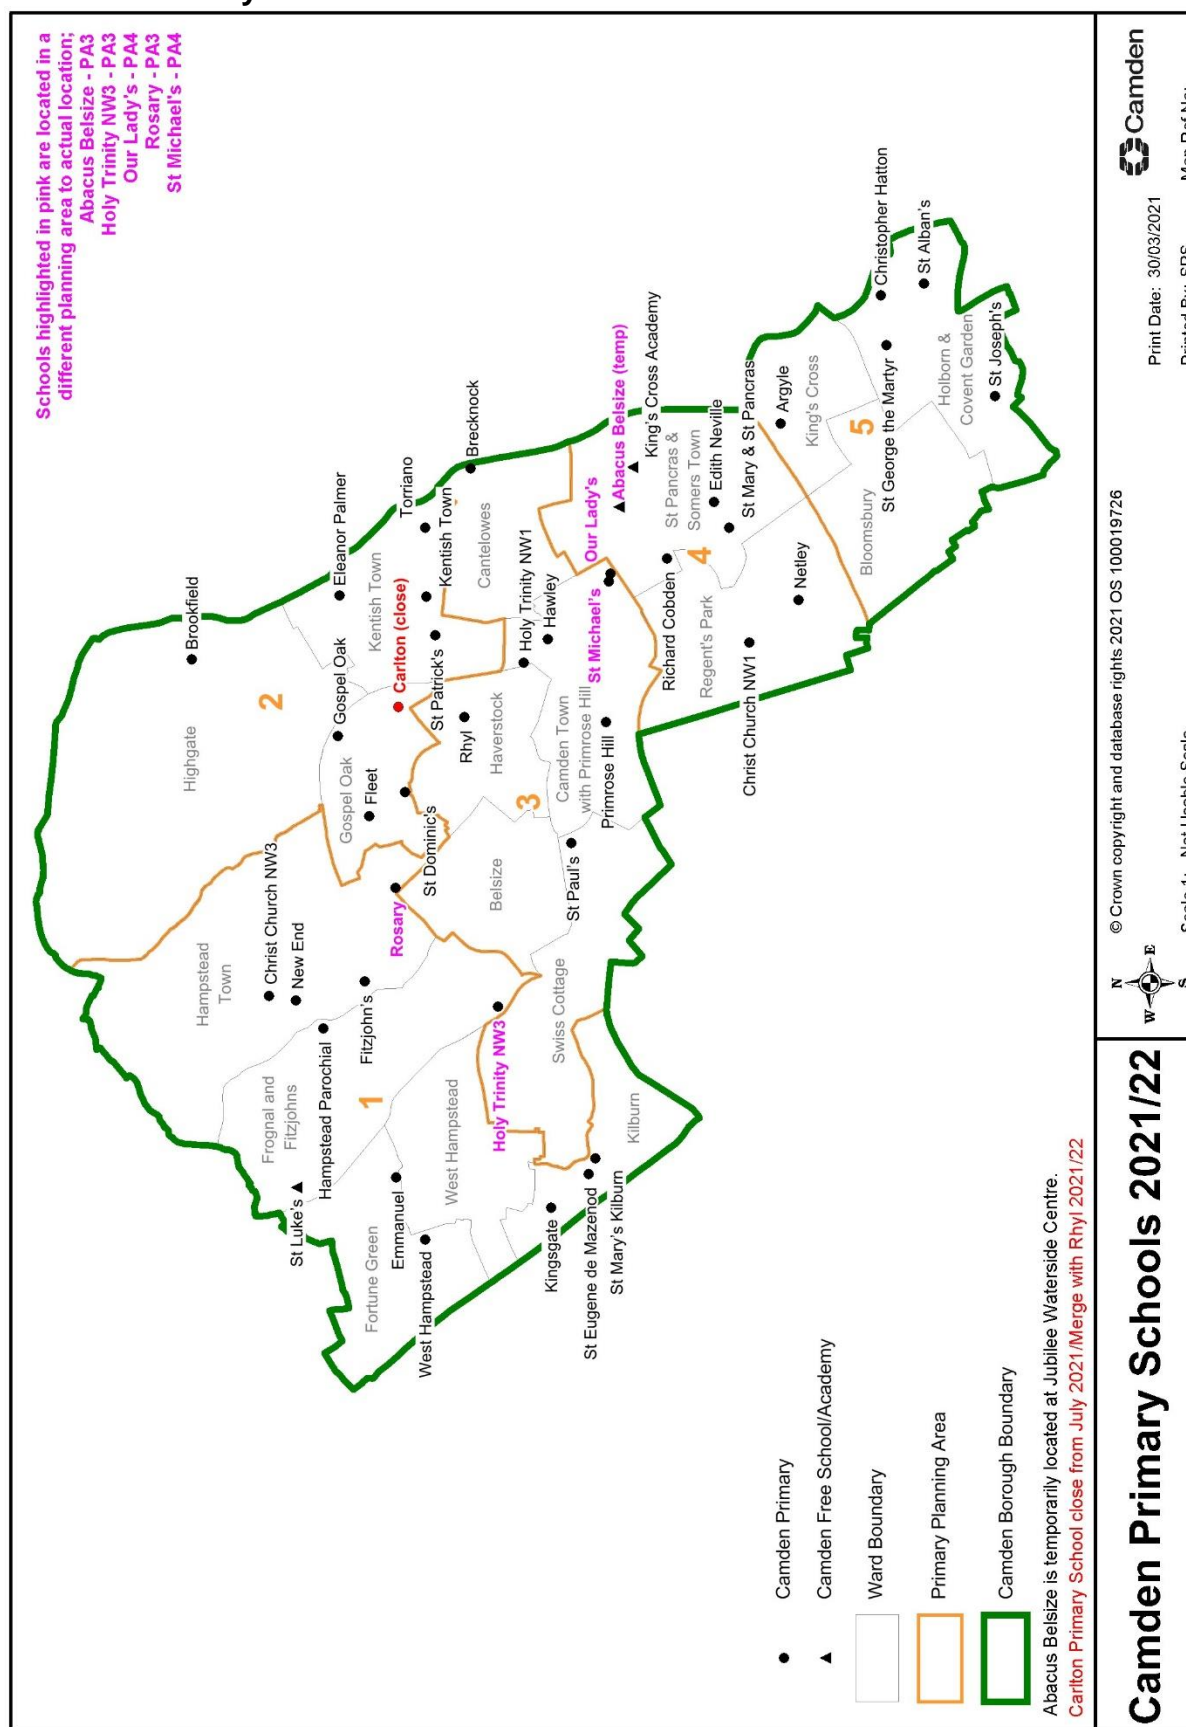 Schools highlighted in pink are located in a
different planning area to actual location;
Abacus Belsize - PA3
Holy Trinity NW3 - PA3
Our Lady's - PA4
Rosary - PA3
St Michael's - PA4
Highgate
2
Brookfield
Hampstead
Town
Christ Church NW3
New End
Gospel Oak
Gospel Oak
Fleet
Kentish Town
Eleanor Palmer
Carlton (close)
Torriano
Kentish Town
Brecknock
Cantelowes
St Patrick's
St Dominic's
Rosary
Fitzjohn's
Hampstead Parochial
Frognal and
Fitzjohns
St Luke's
1
Fortune Green
Emmanuel
West Hampstead
West Hampstead
Holy Trinity NW3
Belsize
Rhyl
Haverstock
3
Holy Trinity NW1
Hawley
Camden Town
with Primrose Hill
Primrose Hill
St Paul's
Swiss Cottage
Kingsgate
St Eugene de Mazenod
St Mary's Kilburn
Kilburn
St Michael's
Our Lady's
Abacus Belsize (temp)
King's Cross Academy
Richard Cobden
St Pancras &
Somers Town
4
Edith Neville
St Mary & St Pancras
Regent's Park
Christ Church NW1
Netley
Argyle
King's Cross
Bloomsbury
5
St George the Martyr
Christopher Hatton
St Alban's
Holborn &
Covent Garden
St Joseph's
Camden Primary
Camden Free School/Academy
Ward Boundary
Primary Planning Area
Camden Borough Boundary
Abacus Belsize is temporarily located at Jubilee Waterside Centre.
Carlton Primary School close from July 2021/Merge with Rhyl 2021/22
Camden Primary Schools 2021/22
N
W
E
S
© Crown copyright and database rights 2021 OS 100019726
Print Date: 30/03/2021
Camden